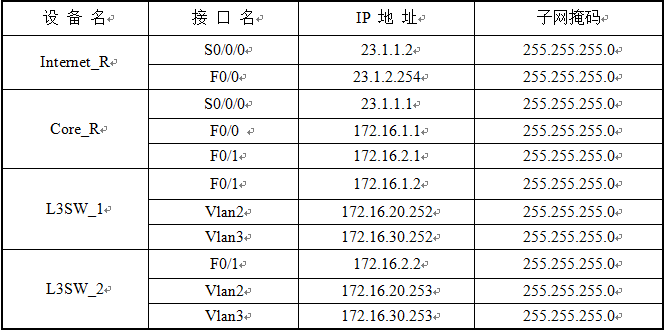 设 备 名 接 口 名 IP 地 址 子网掩码
Internet_R S0/0/0 23.1.1.2 255.255.255.0
F0/0 23.1.2.254 255.255.255.0
Core_R S0/0/0 23.1.1.1 255.255.255.0
F0/0 172.16.1.1 255.255.255.0
F0/1 172.16.2.1 255.255.255.0
L3SW_1 F0/1 172.16.1.2 255.255.255.0
Vlan2 172.16.20.252 255.255.255.0
Vlan3 172.16.30.252 255.255.255.0
L3SW_2 F0/1 172.16.2.2 255.255.255.0
Vlan2 172.16.20.253 255.255.255.0
Vlan3 172.16.30.253 255.255.255.0